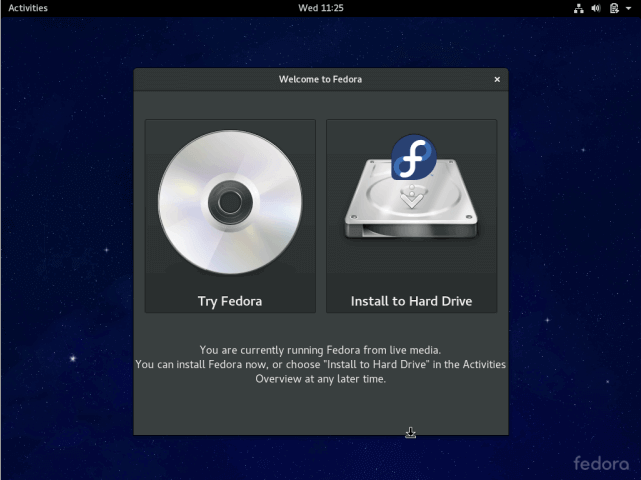 Activities
Wed 11:25
Welcome to Fedora
Try Fedora
Install to Hard Drive
You are currently running Fedora from live media.
You can install Fedora now, or choose "Install to Hard Drive" in the Activities
Overview at any later time.
fedora